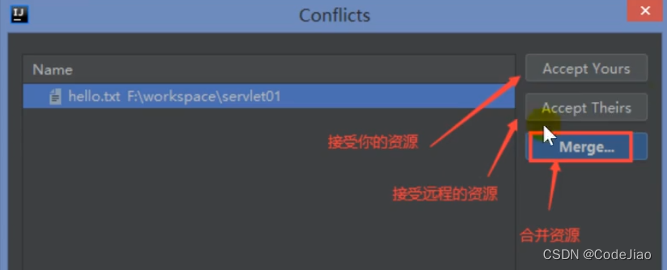 IJ
Conflicts
Name
hello.txt F:\workspace\servlet01
Accept Yours
Accept Theirs
Merge...
接受你的资源
接受远程的资源
合并资源
CSDN @CodeJiao